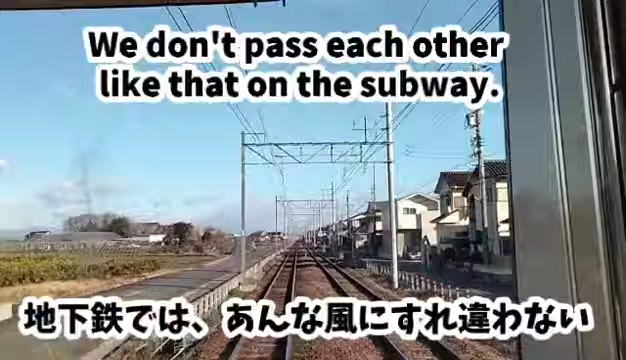 We don't pass each other
like that on the subway.
地下鉄では、あんな風にすれ違わない